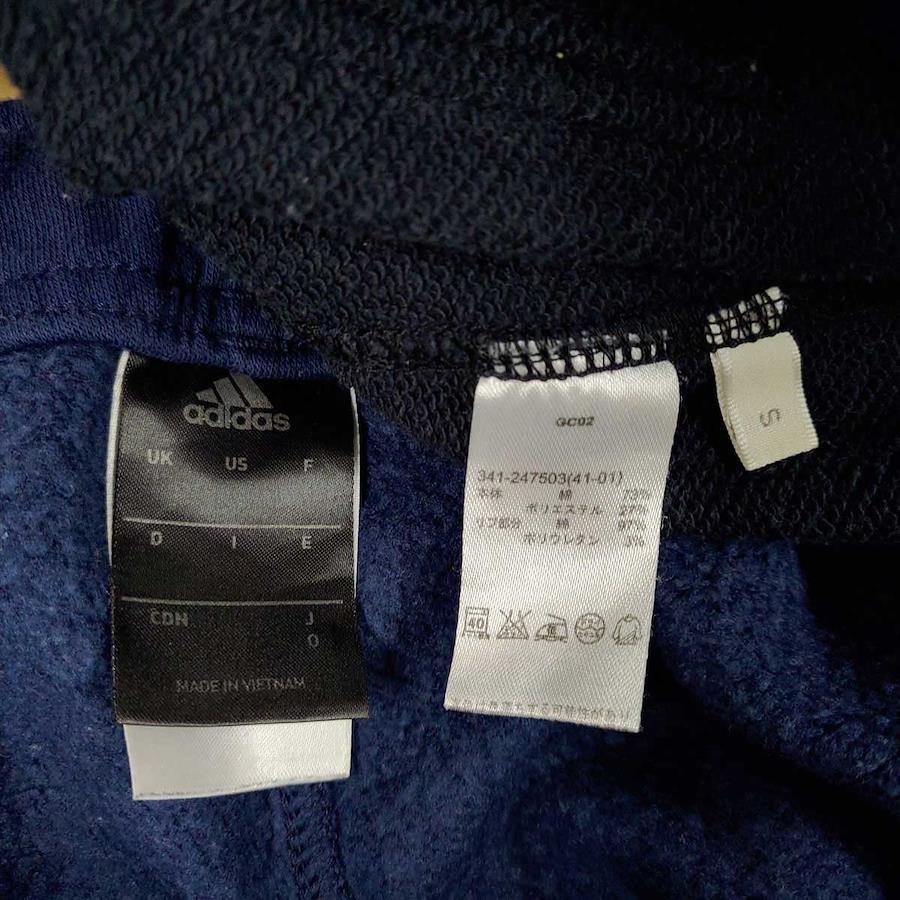 adidas
UK US F
D I E
CDN J
O
MADE IN VIETNAM
GC02
341-247503(41-01)
本体 綿 73%
ポリエステル 27%
リブ部分 綿 97%
ポリウレタン 3%
40
S